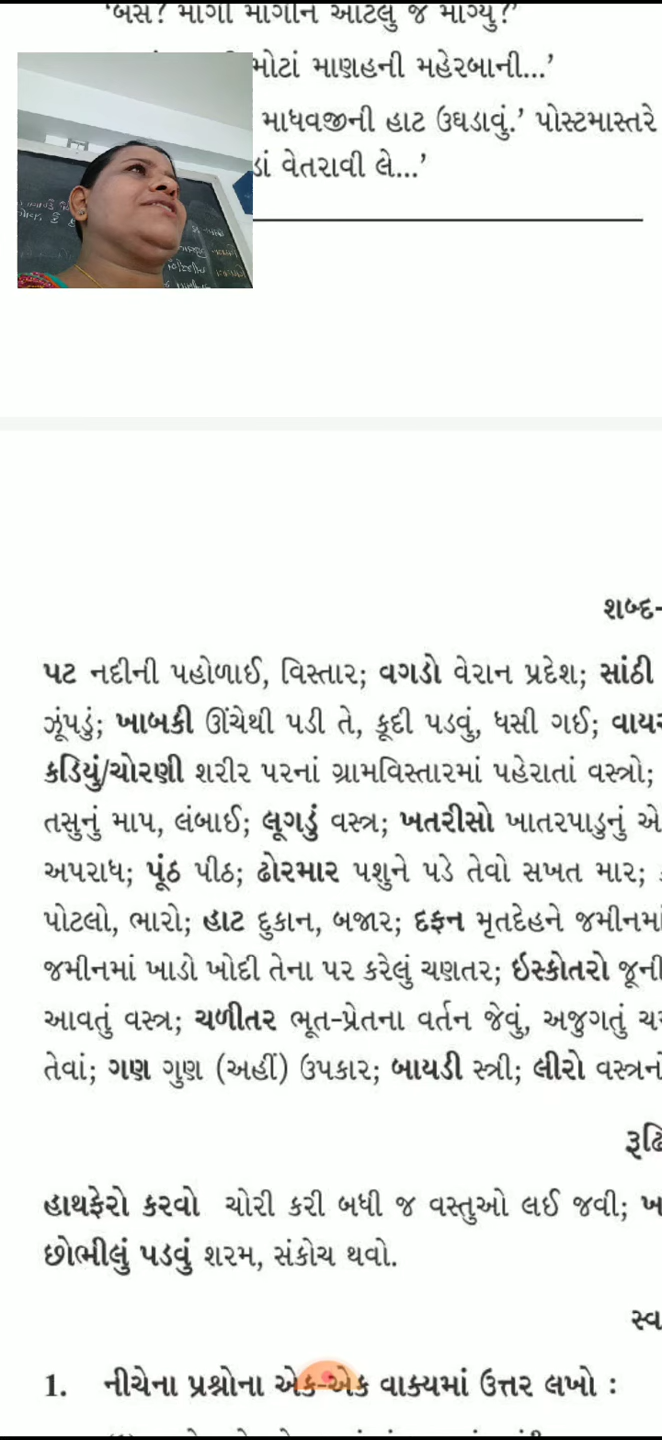 'બસ? માગી માગીને આટલું જ માગ્યું?'
મોટાં માણહની મહેરબાની...'
માધવજીની હાટ ઉઘડાવું.' પોસ્ટમાસ્તરે
ડાં વેતરાવી લે...'
શબ્દ-
પટ નદીની પહોળાઈ, વિસ્તાર; વગડો વેરાન પ્રદેશ; સાંઠી
ઝૂંપડું; ખાબકી ઊંચેથી પડી તે, કૂદી પડવું, ધસી ગઈ; વાયર
કડિયું/ચોરણી શરીર પરનાં ગ્રામવિસ્તારમાં પહેરાતાં વસ્ત્રો;
તસુનું માપ, લંબાઈ; લૂગડું વસ્ત્ર; ખતરીસો ખાતરપાડુનું એ
અપરાધ; પૂંઠ પીઠ; ઢોરમાર પશુને પડે તેવો સખત માર;
પોટલો, ભારો; હાટ દુકાન, બજાર; દફન મૃતદેહને જમીનમાં
જમીનમાં ખાડો ખોદી તેના પર કરેલું ચણતર; ઇસ્કોતરો જૂની
આવતું વસ્ત્ર; ચળીતર ભૂત-પ્રેતના વર્તન જેવું, અજુગતું ચ
તેવાં; ગણ ગુણ (અહીં) ઉપકાર; બાયડી સ્ત્રી; લીરો વસ્ત્રનો
રૂઢિ
હાથફેરો કરવો ચોરી કરી બધી જ વસ્તુઓ લઈ જવી; ખ
છોભીલું પડવું શરમ, સંકોચ થવો.
સ્વા
1. નીચેના પ્રશ્નોના એક-એક વાક્યમાં ઉત્તર લખો :